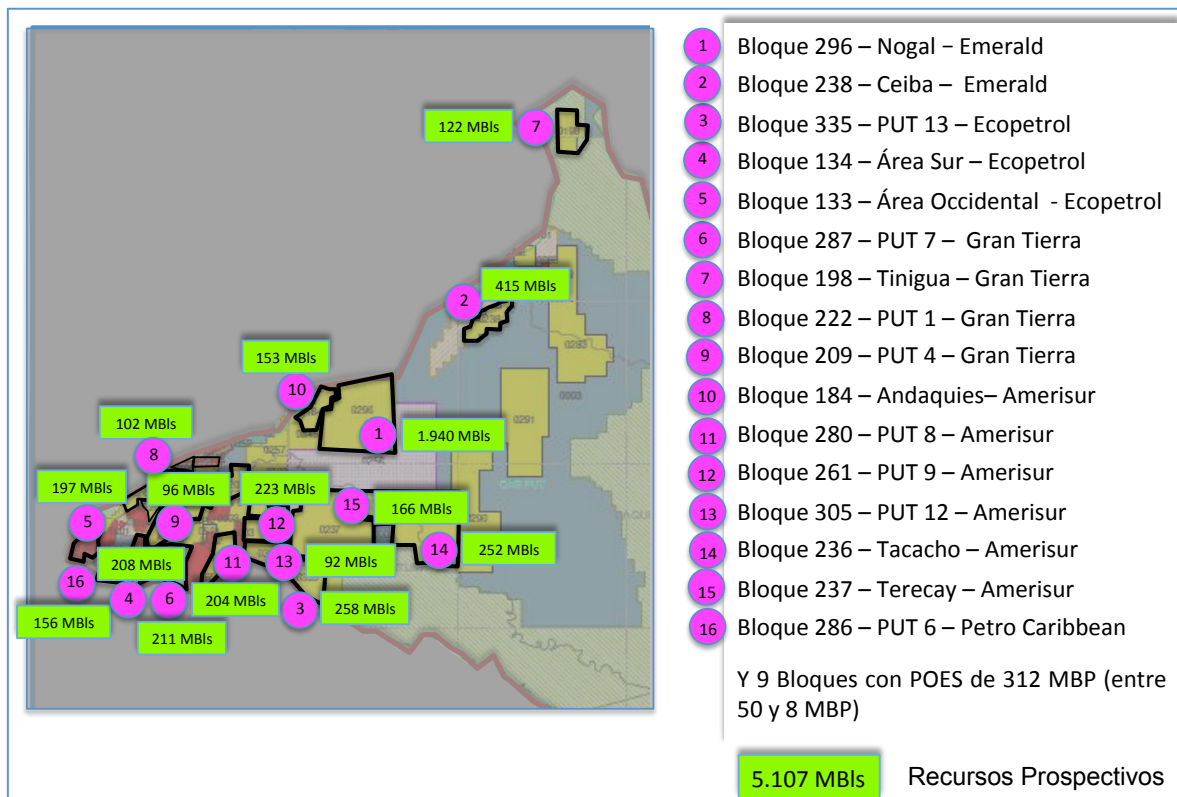 122 MBls
7
0198
2
415 MBls
0293
0003
153 MBls
10
0296
0291
1
1.940 MBls
102 MBls
8
0257
197 MBls
96 MBls
223 MBls
15
166 MBls
5
9
12
0237
0290
208 MBls
11
13
92 MBls
14
252 MBls
16
4
6
204 MBls
3
258 MBls
156 MBls
211 MBls
1 Bloque 296 – Nogal – Emerald
2 Bloque 238 – Ceiba – Emerald
3 Bloque 335 – PUT 13 – Ecopetrol
4 Bloque 134 – Área Sur – Ecopetrol
5 Bloque 133 – Área Occidental - Ecopetrol
6 Bloque 287 – PUT 7 – Gran Tierra
7 Bloque 198 – Tinigua – Gran Tierra
8 Bloque 222 – PUT 1 – Gran Tierra
9 Bloque 209 – PUT 4 – Gran Tierra
10 Bloque 184 – Andaquies– Amerisur
11 Bloque 280 – PUT 8 – Amerisur
12 Bloque 261 – PUT 9 – Amerisur
13 Bloque 305 – PUT 12 – Amerisur
14 Bloque 236 – Tacacho – Amerisur
15 Bloque 237 – Terecay – Amerisur
16 Bloque 286 – PUT 6 – Petro Caribbean
Y 9 Bloques con POES de 312 MBP (entre
50 y 8 MBP)
5.107 MBls Recursos Prospectivos